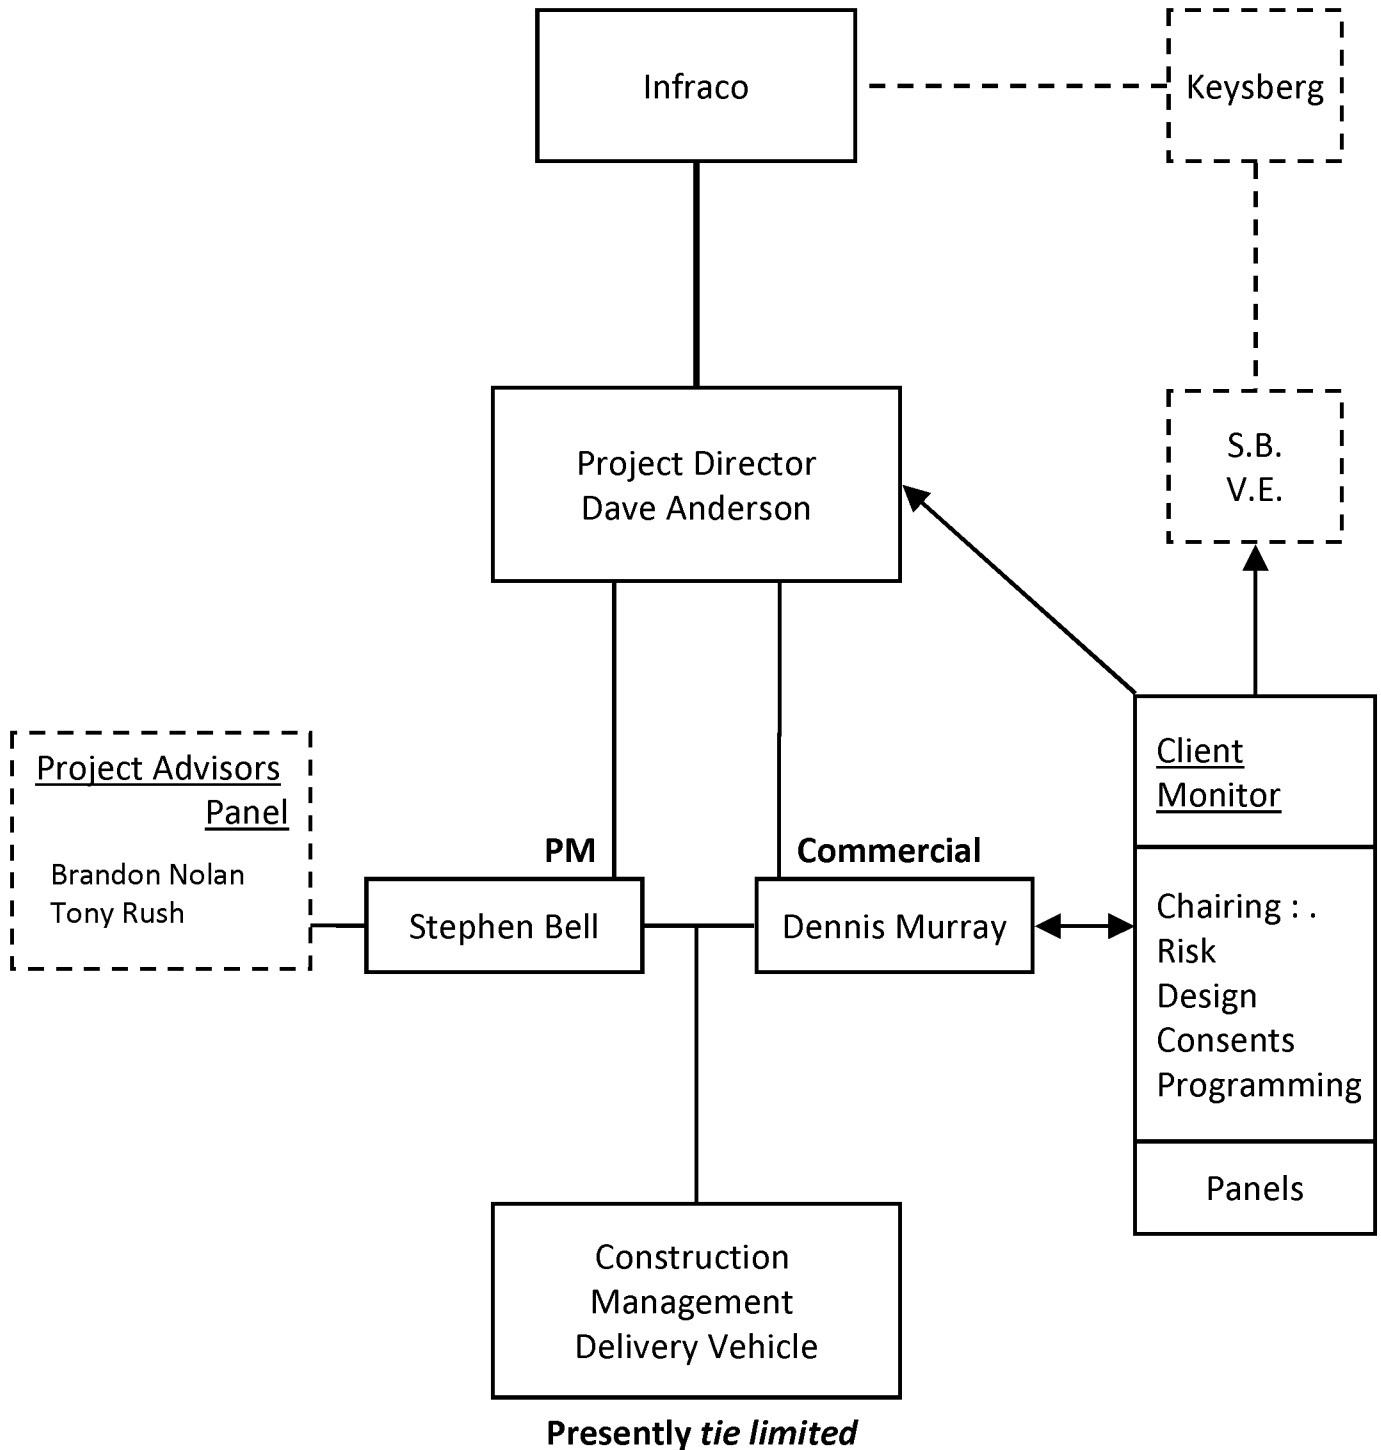 Infraco
Keysberg
Project Director
Dave Anderson
S.B.
V.E.
Project Advisors
Panel
Brandon Nolan
Tony Rush
PM
Stephen Bell
Commercial
Dennis Murray
Client
Monitor
Chairing : .
Risk
Design
Consents
Programming
Panels
Construction
Management
Delivery Vehicle
Presently tie limited